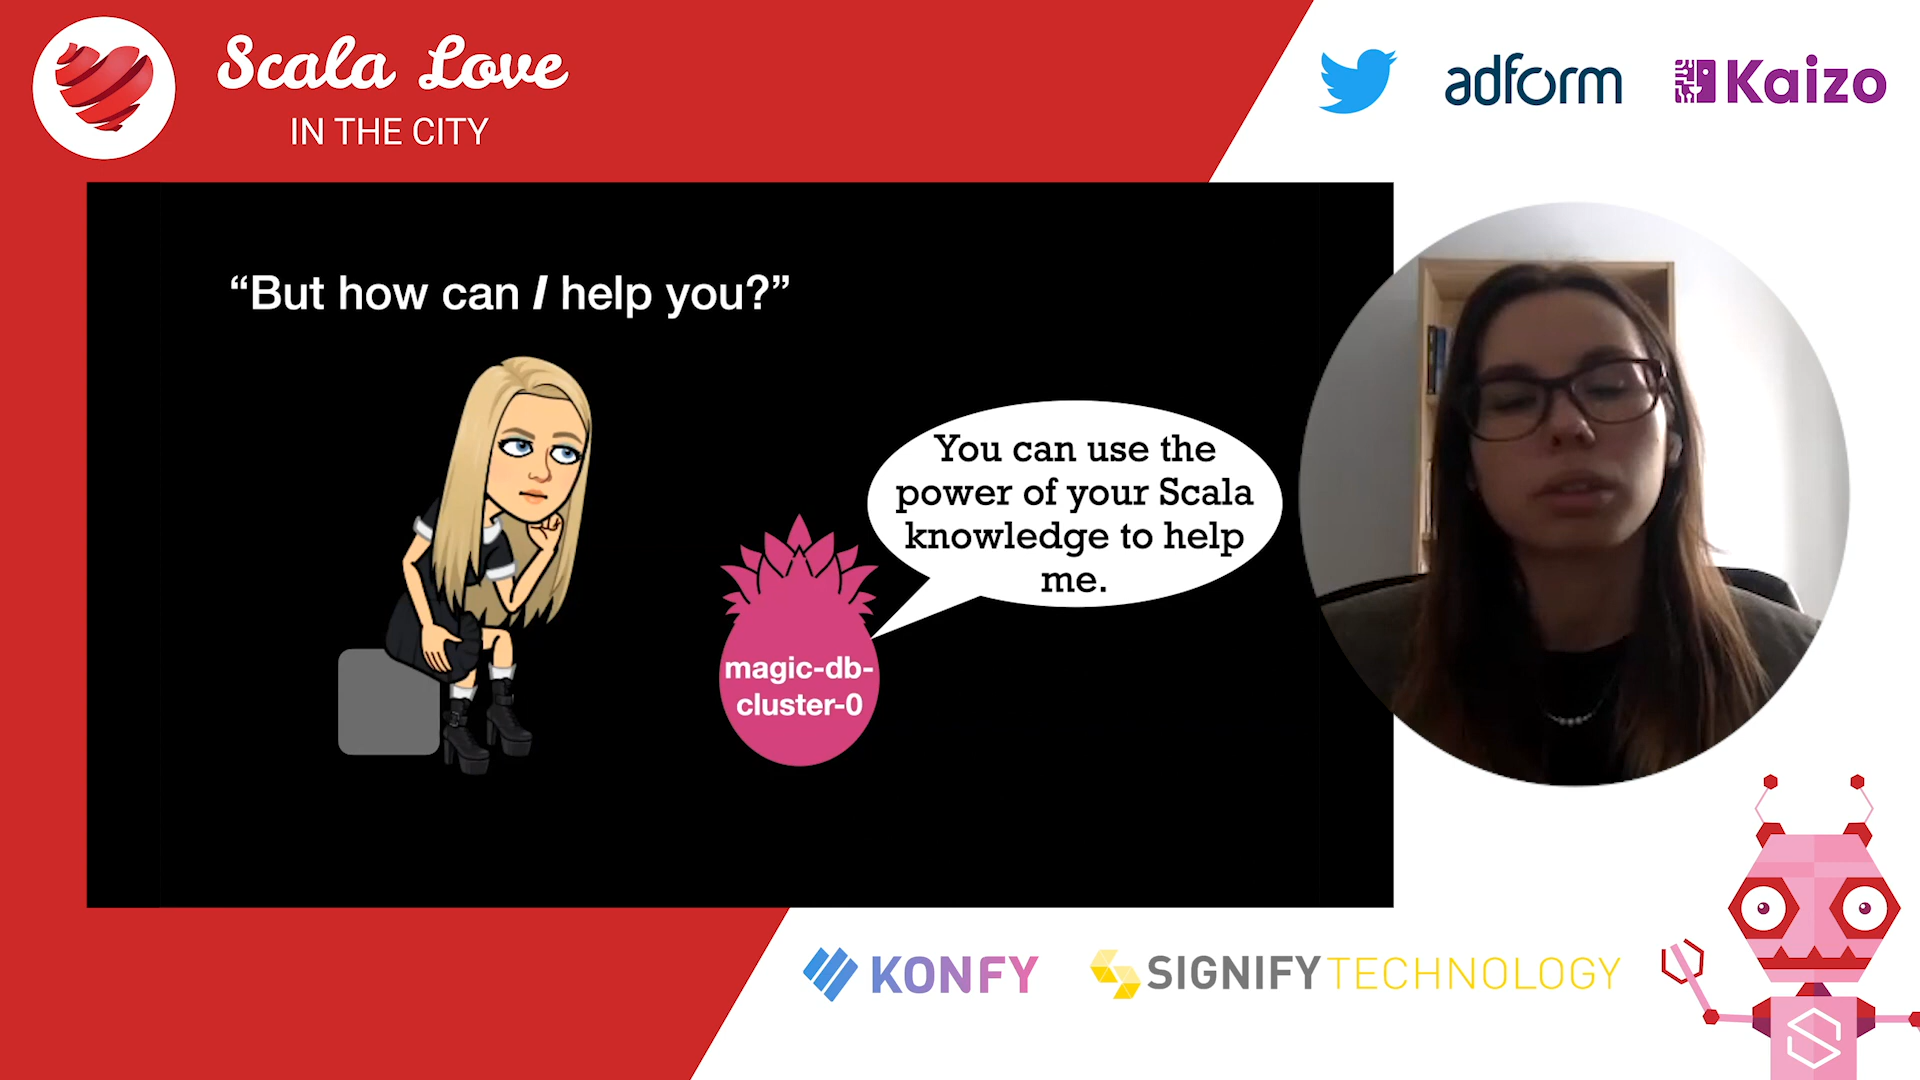 Scala Love
IN THE CITY
adform
Kaizo
“But how can I help you?”
You can use the
power of your Scala
knowledge to help
me.
magic-db-
cluster-0
KONFY
SIGNIFY TECHNOLOGY